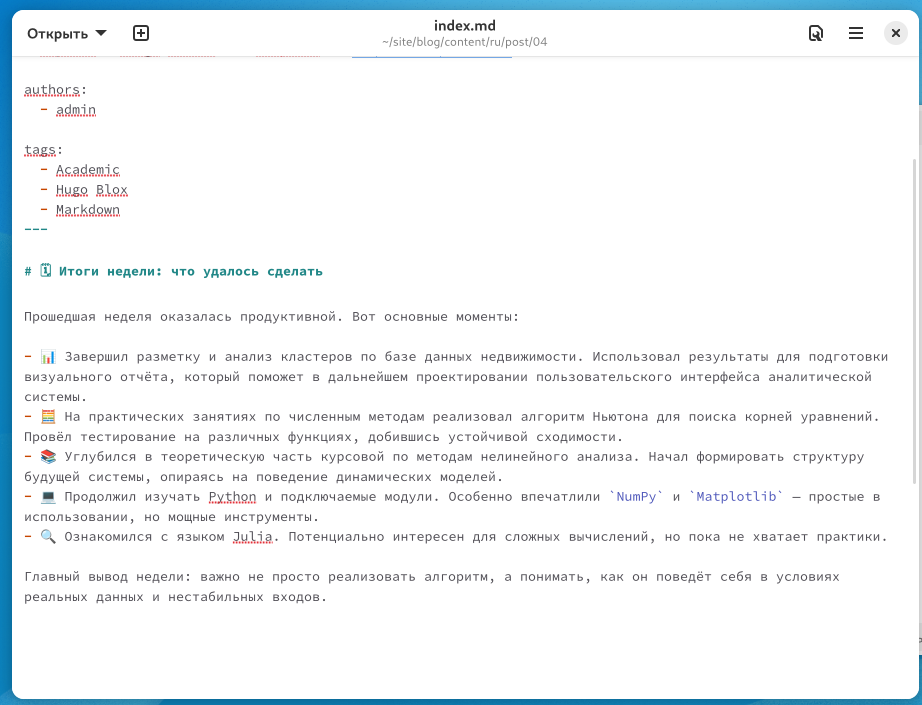 Открыть
index.md
~/site/blog/content/ru/post/04
authors:
- admin
tags:
- Academic
- Hugo Blox
- Markdown
---
# 🗓 Итоги недели: что удалось сделать
Прошедшая неделя оказалась продуктивной. Вот основные моменты:
- 📊 Завершил разметку и анализ кластеров по базе данных недвижимости. Использовал результаты для подготовки
визуального отчёта, который поможет в дальнейшем проектировании пользовательского интерфейса аналитической
системы.
- 🧮 На практических занятиях по численным методам реализовал алгоритм Ньютона для поиска корней уравнений.
Провёл тестирование на различных функциях, добившись устойчивой сходимости.
- 📚 Углубился в теоретическую часть курсовой по методам нелинейного анализа. Начал формировать структуру
будущей системы, опираясь на поведение динамических моделей.
- 💻 Продолжил изучать Python и подключаемые модули. Особенно впечатлили `NumPy` и `Matplotlib` — простые в
использовании, но мощные инструменты.
- 🔍 Ознакомился с языком Julia. Потенциально интересен для сложных вычислений, но пока не хватает практики.
Главный вывод недели: важно не просто реализовать алгоритм, а понимать, как он поведёт себя в условиях
реальных данных и нестабильных входов.